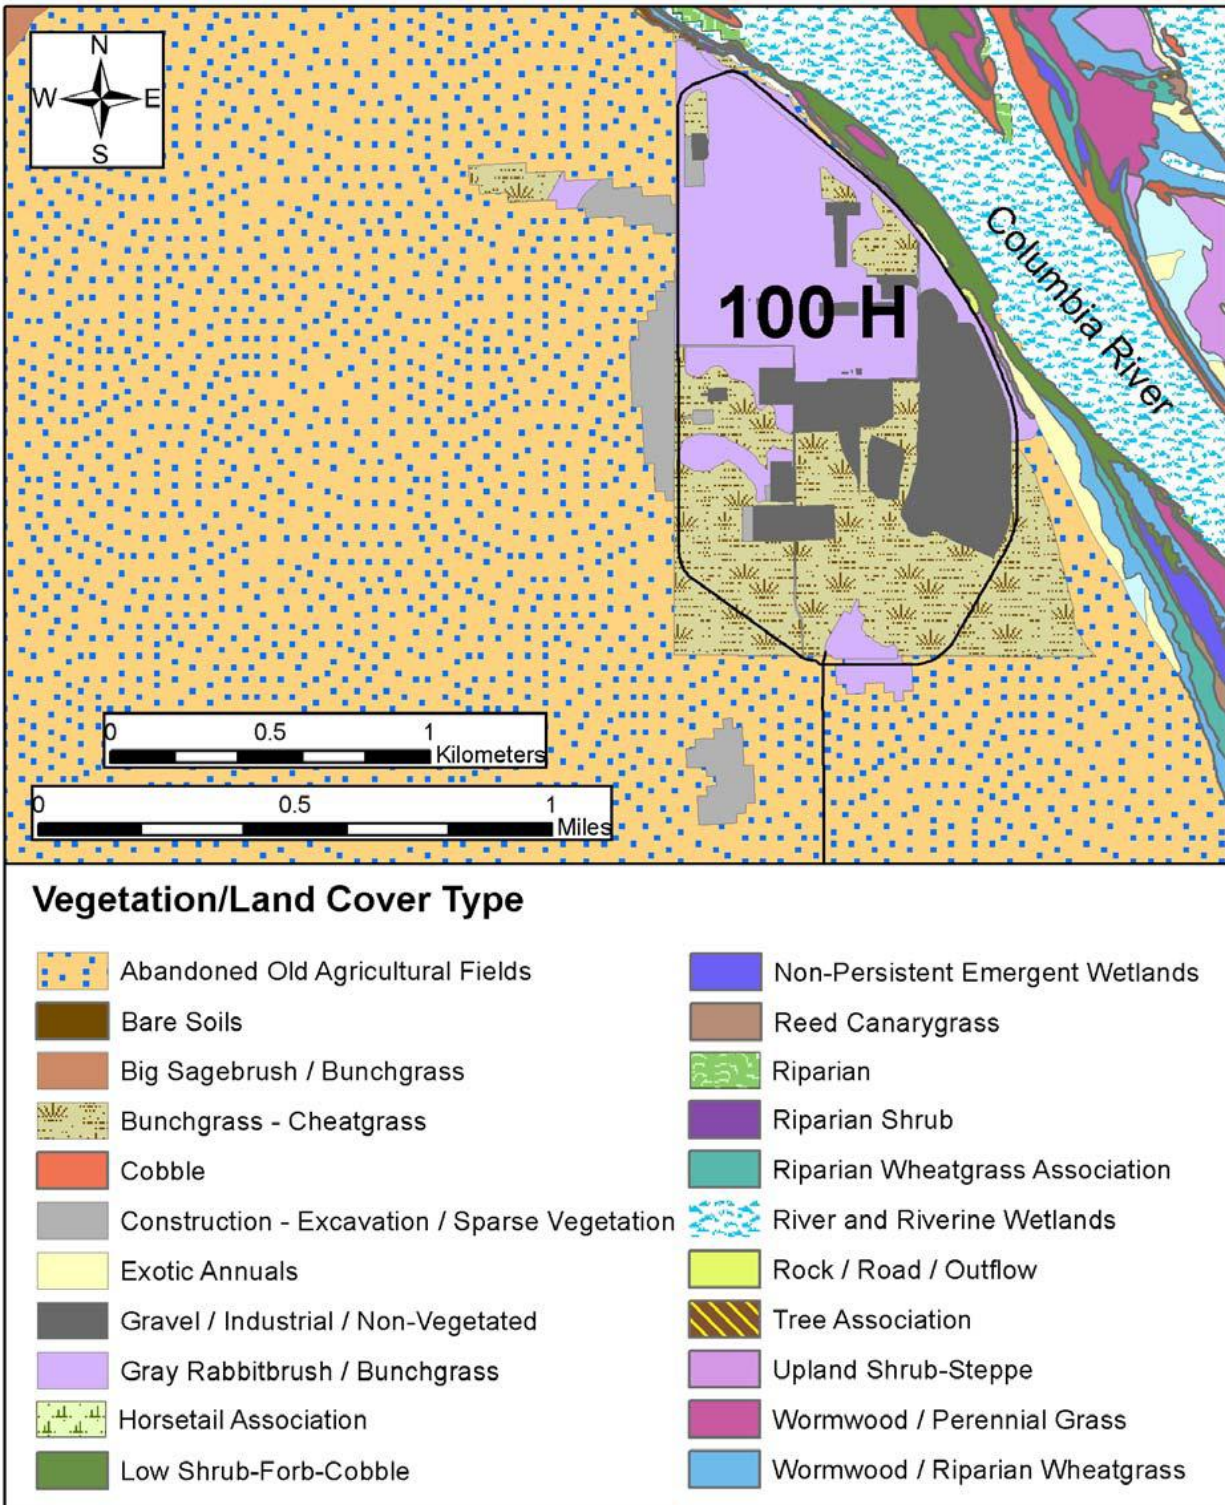 N
W E
S
100 H
Columbia River
0 0.5 1
Kilometers
0 0.5 1
Miles
Vegetation/Land Cover Type
Abandoned Old Agricultural Fields
Bare Soils
Big Sagebrush / Bunchgrass
Bunchgrass - Cheatgrass
Cobble
Construction - Excavation / Sparse Vegetation
Exotic Annuals
Gravel / Industrial / Non-Vegetated
Gray Rabbitbrush / Bunchgrass
Horsetail Association
Low Shrub-Forb-Cobble
Non-Persistent Emergent Wetlands
Reed Canarygrass
Riparian
Riparian Shrub
Riparian Wheatgrass Association
River and Riverine Wetlands
Rock / Road / Outflow
Tree Association
Upland Shrub-Steppe
Wormwood / Perennial Grass
Wormwood / Riparian Wheatgrass